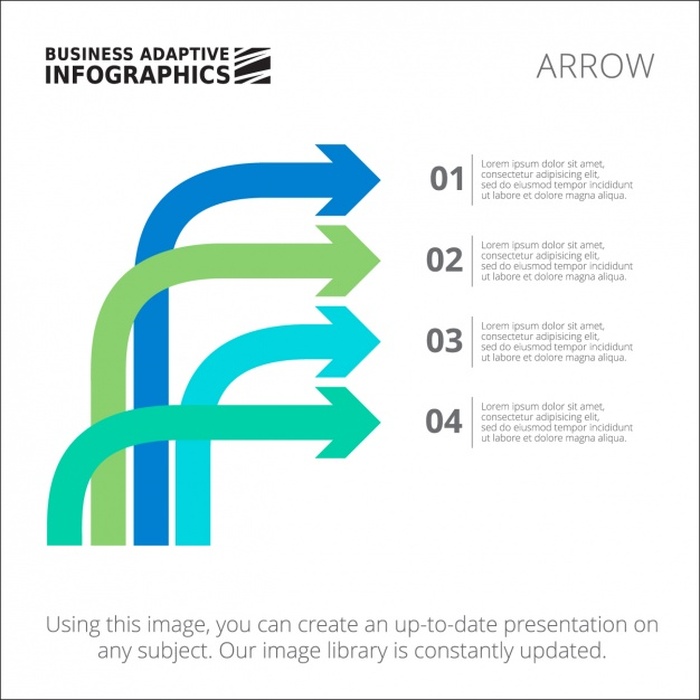 BUSINESS ADAPTIVE
INFOGRAPHICS
ARROW
01
Lorem ipsum dolor sit amet,
consectetur adipiscing elit,
sed do eiusmod tempor incididunt
ut labore et dolore magna aliqua.
02
Lorem ipsum dolor sit amet,
consectetur adipiscing elit,
sed do eiusmod tempor incididunt
ut labore et dolore magna aliqua.
03
Lorem ipsum dolor sit amet,
consectetur adipiscing elit,
sed do eiusmod tempor incididunt
ut labore et dolore magna aliqua.
04
Lorem ipsum dolor sit amet,
consectetur adipiscing elit,
sed do eiusmod tempor incididunt
ut labore et dolore magna aliqua.
Using this image, you can create an up-to-date presentation on
any subject. Our image library is constantly updated.